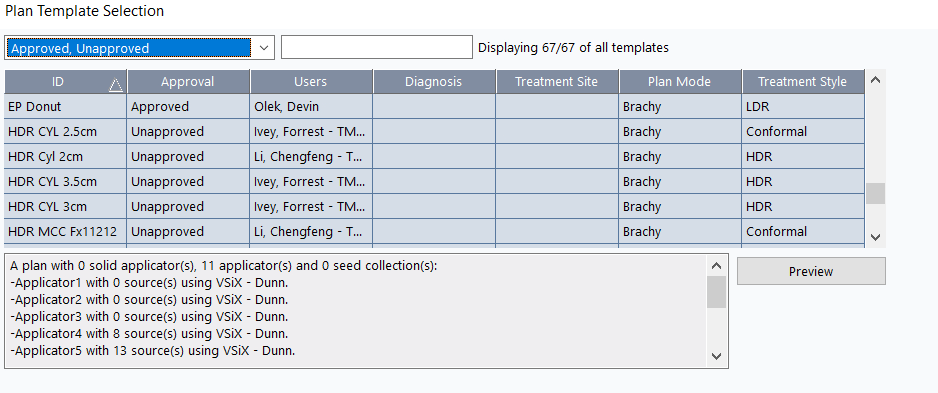 Plan Template Selection
Approved, Unapproved Displaying 67/67 of all templates
ID Approval Users Diagnosis Treatment Site Plan Mode Treatment Style
EP Donut Approved Olek, Devin Brachy LDR
HDR CYL 2.5cm Unapproved Ivey, Forrest - TM... Brachy Conformal
HDR Cyl 2cm Unapproved Li, Chengfeng - T... Brachy HDR
HDR CYL 3.5cm Unapproved Ivey, Forrest - TM... Brachy HDR
HDR CYL 3cm Unapproved Ivey, Forrest - TM... Brachy HDR
HDR MCC Fx11212 Unapproved Li, Chengfeng - T... Brachy Conformal
A plan with 0 solid applicator(s), 11 applicator(s) and 0 seed collection(s):
-Applicator1 with 0 source(s) using VSiX - Dunn.
-Applicator2 with 0 source(s) using VSiX - Dunn.
-Applicator3 with 0 source(s) using VSiX - Dunn.
-Applicator4 with 8 source(s) using VSiX - Dunn.
-Applicator5 with 13 source(s) using VSiX - Dunn.
Preview